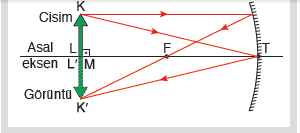 K
Cisim
Asal L F T
eksen L' M
Görüntü
K'